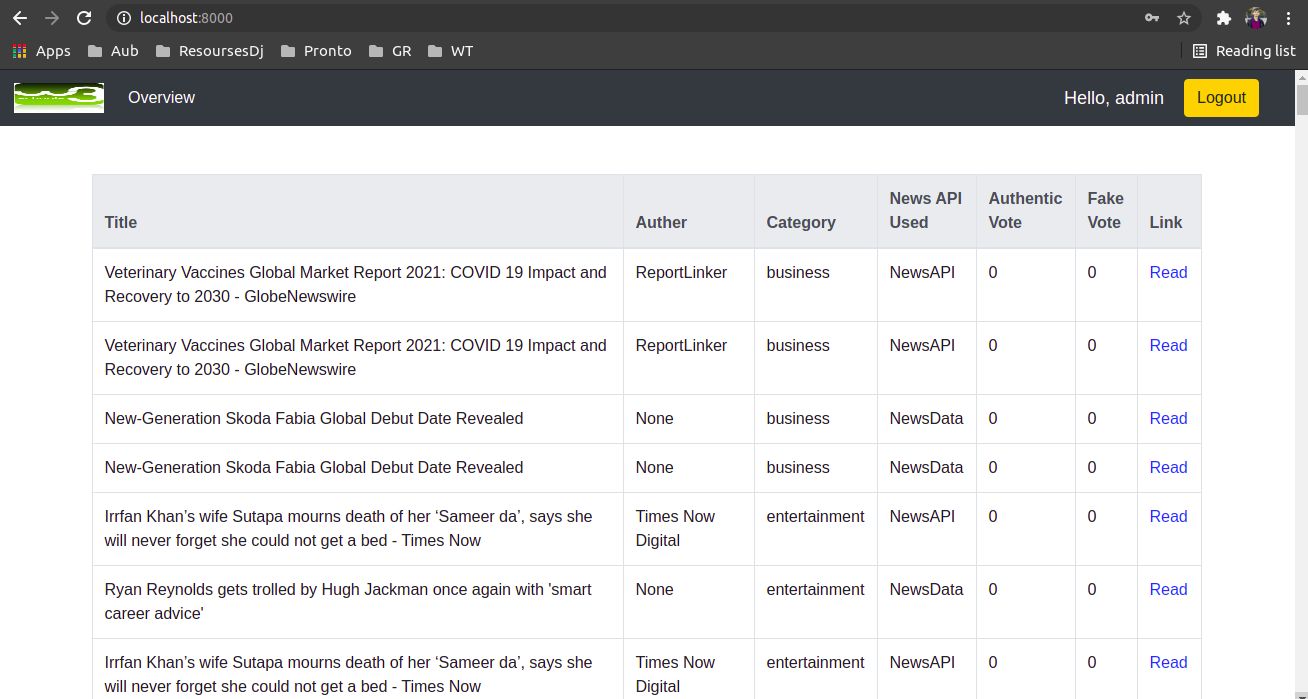 localhost:8000
Apps Aub ResoursesDj Pronto GR WT Reading list
Overview Hello, admin Logout
Title Auther Category News API Used Authentic Vote Fake Vote Link
Veterinary Vaccines Global Market Report 2021: COVID 19 Impact and ReportLinker business NewsAPI 0 0 Read
Recovery to 2030 - GlobeNewswire
Veterinary Vaccines Global Market Report 2021: COVID 19 Impact and ReportLinker business NewsAPI 0 0 Read
Recovery to 2030 - GlobeNewswire
New-Generation Skoda Fabia Global Debut Date Revealed None business NewsData 0 0 Read
New-Generation Skoda Fabia Global Debut Date Revealed None business NewsData 0 0 Read
Irrfan Khan’s wife Sutapa mourns death of her ‘Sameer da’, says she Times Now entertainment NewsAPI 0 0 Read
will never forget she could not get a bed - Times Now Digital
Ryan Reynolds gets trolled by Hugh Jackman once again with 'smart None entertainment NewsData 0 0 Read
career advice'
Irrfan Khan’s wife Sutapa mourns death of her ‘Sameer da’, says she Times Now entertainment NewsAPI 0 0 Read
will never forget she could not get a bed - Times Now Digital